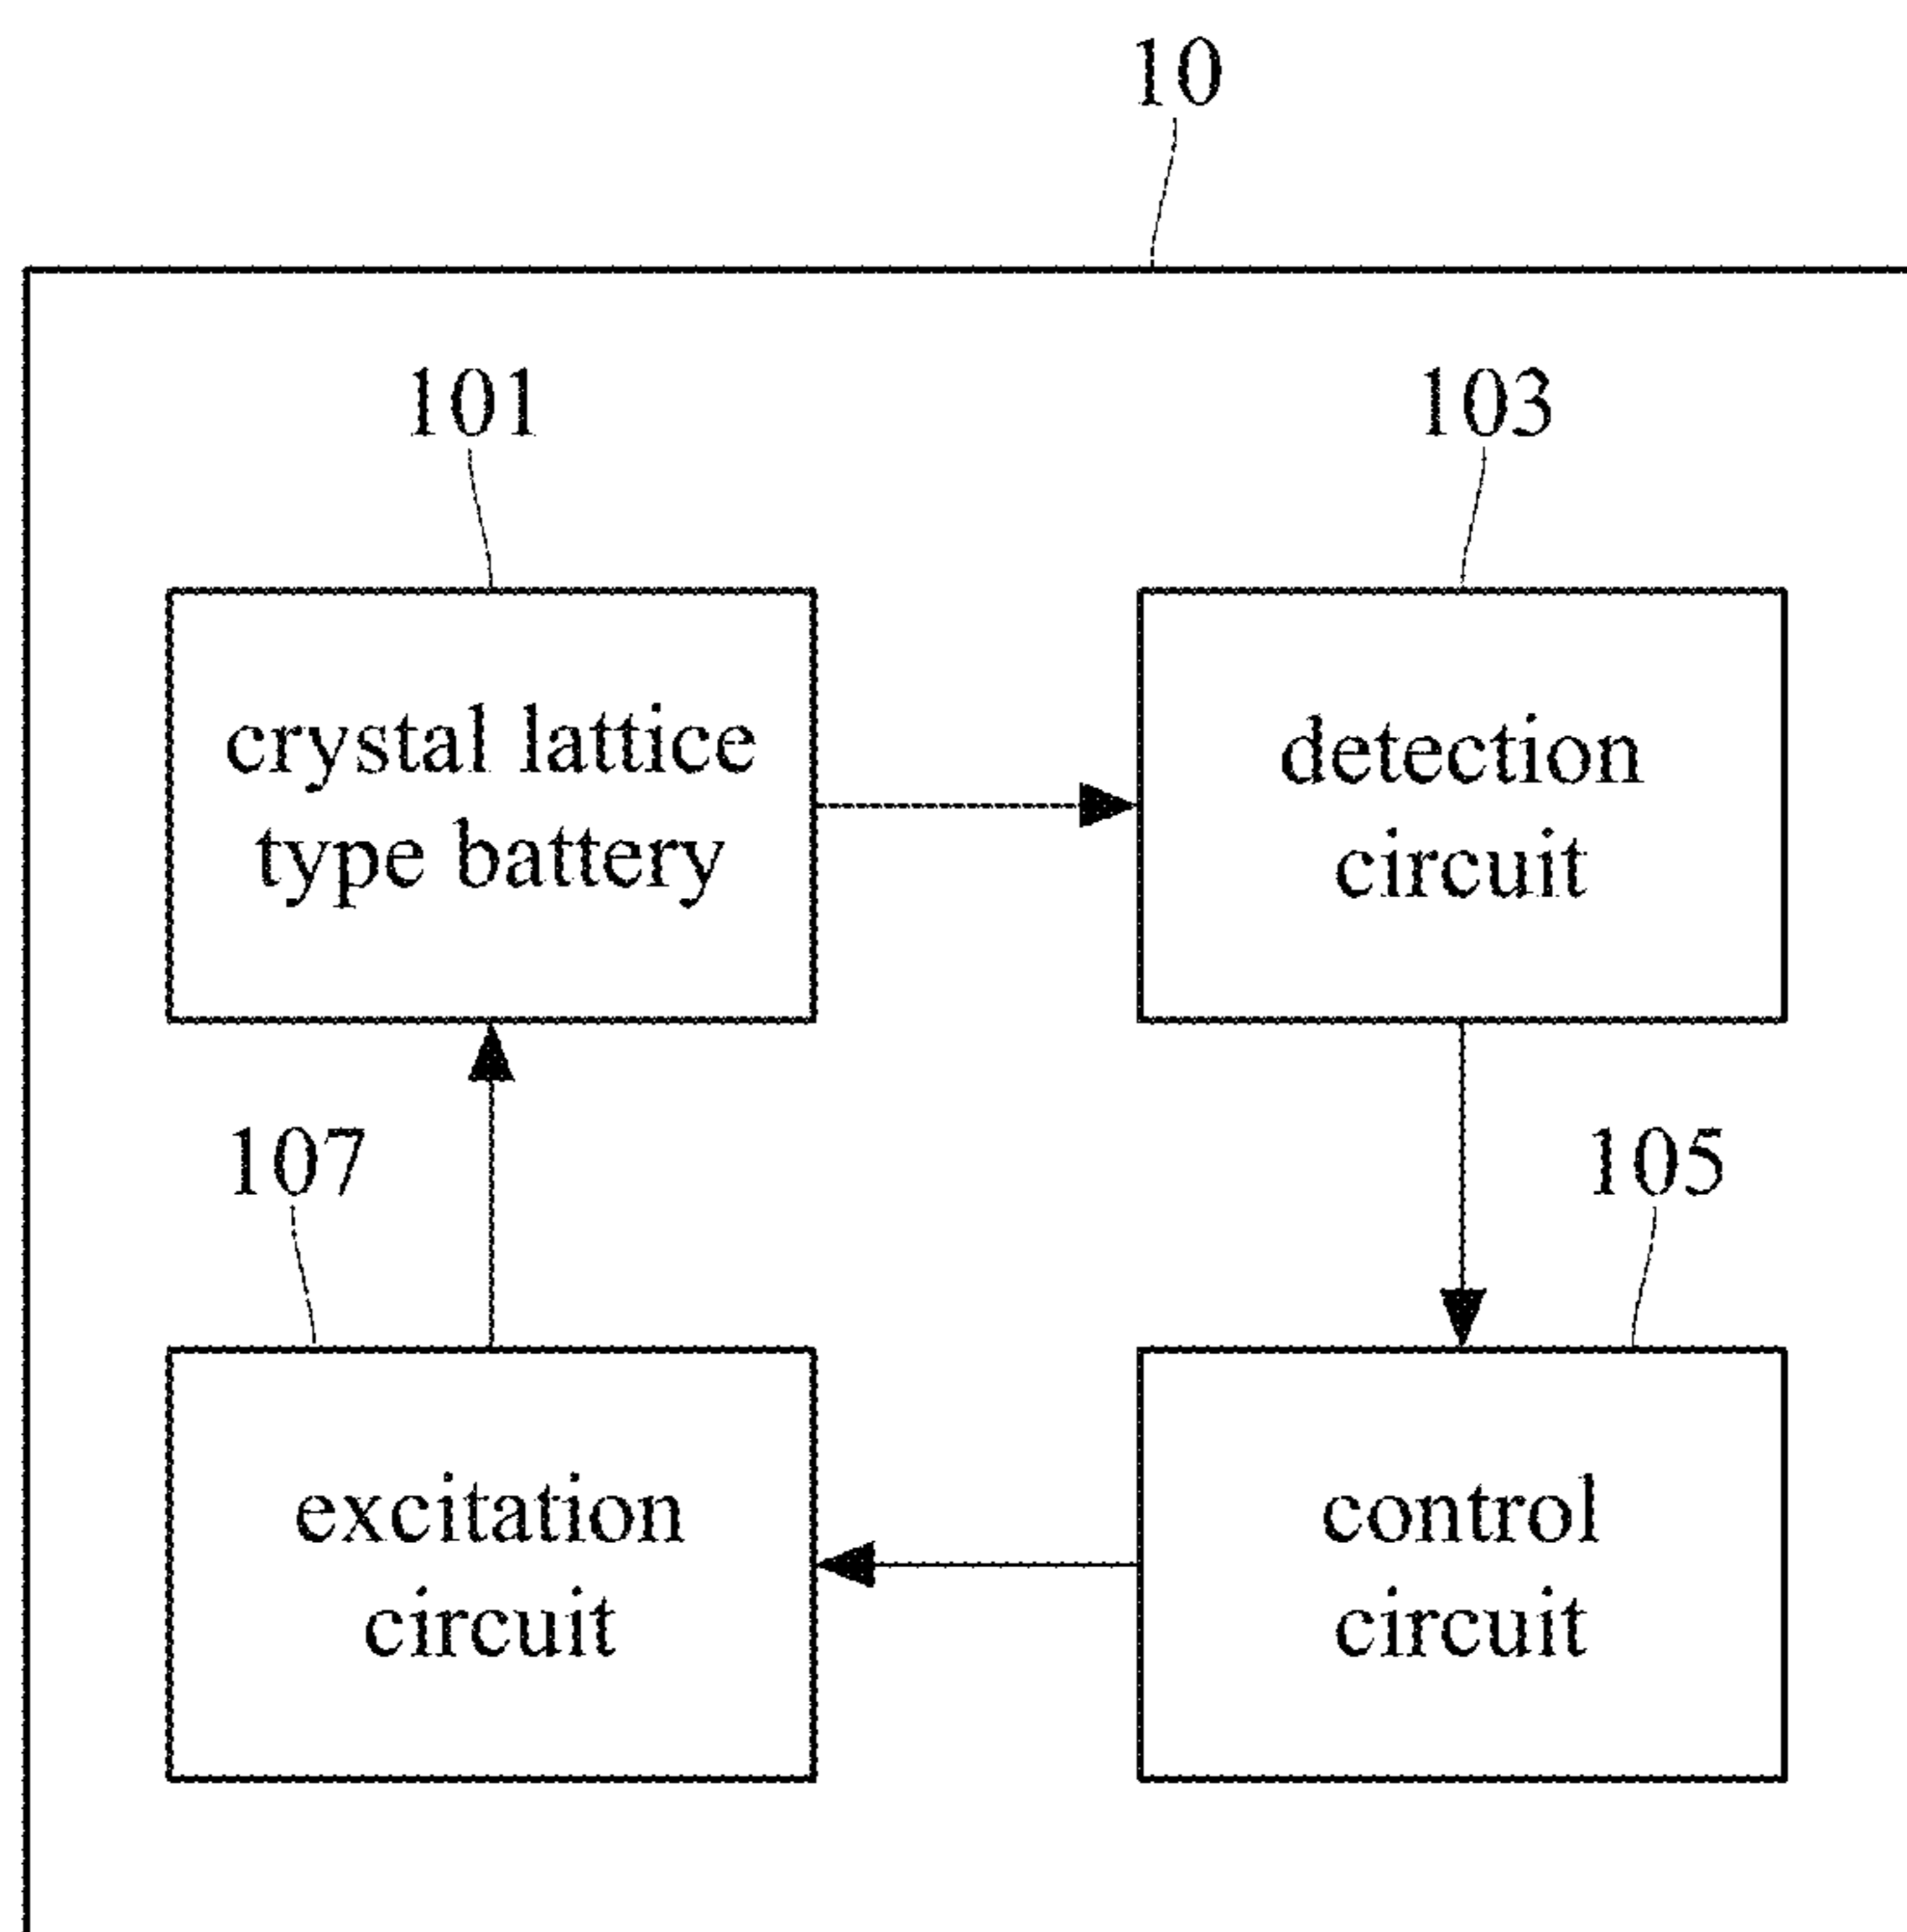 10
101
103
crystal lattice
type battery
detection
circuit
107
105
excitation
circuit
control
circuit